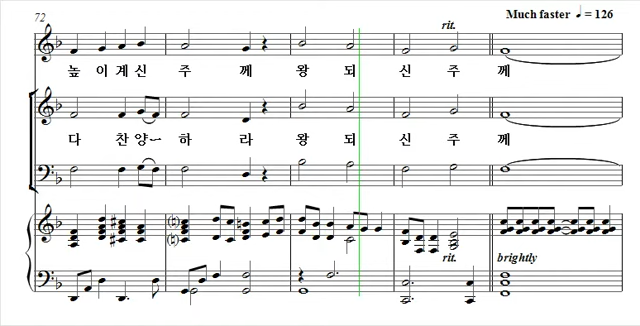 72
rit.
Much faster ♩ = 126
높 이 계 신 주 께 왕 되 신 주 께
다 찬 양~ 하 라 왕 되 신 주 께
rit.
brightly